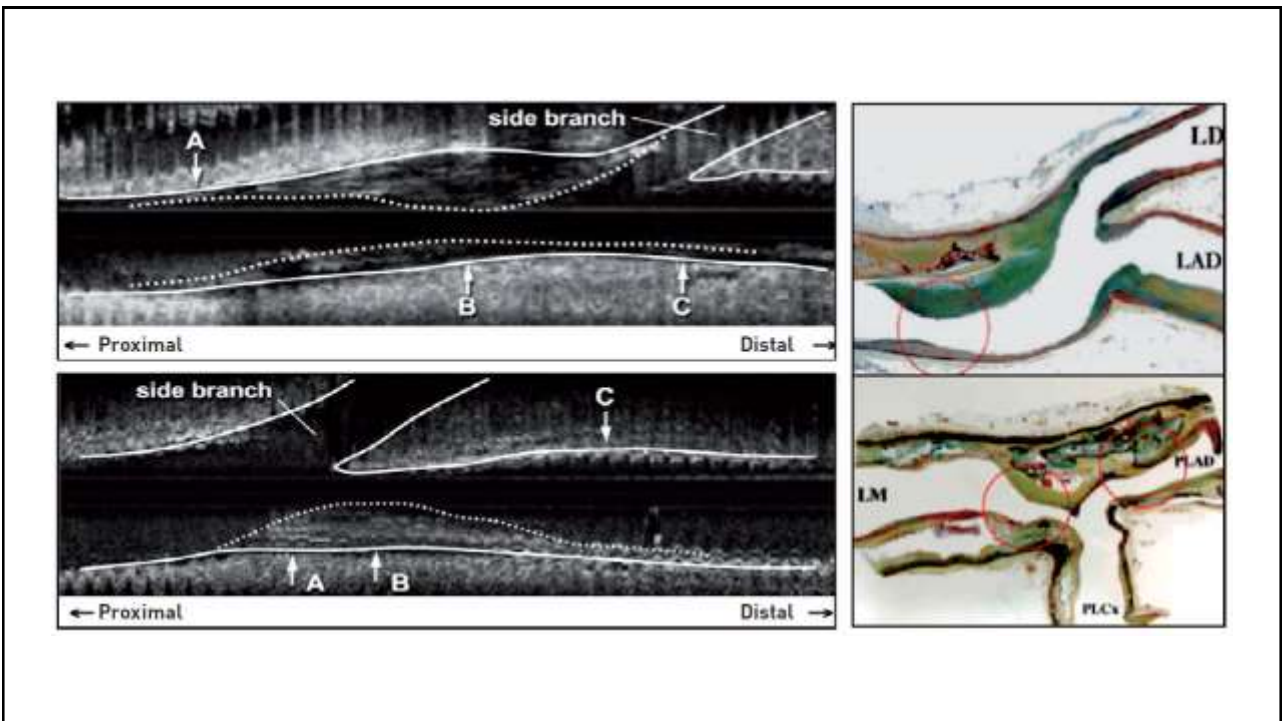 side branch
A
B
C
← Proximal
Distal →
side branch
C
A
B
← Proximal
Distal →
LD
LAD
LM
PLAD
PLCx